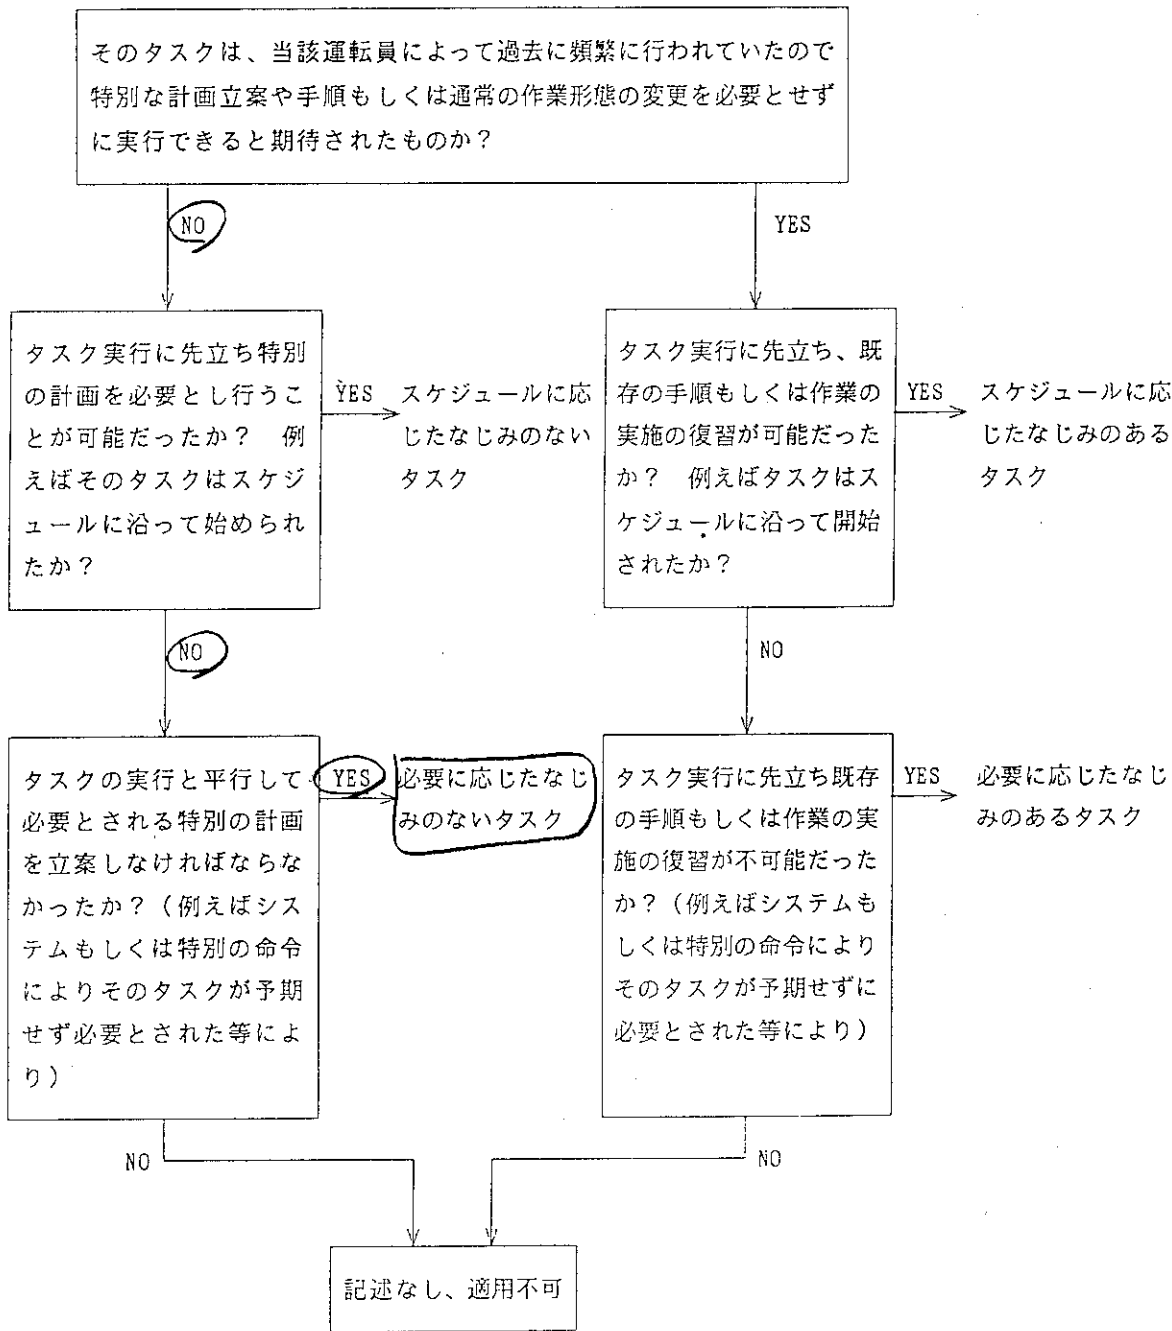 そのタスクは、当該運転員によって過去に頻繁に行われていたので
特別な計画立案や手順もしくは通常の作業形態の変更を必要とせず
に実行できると期待されたものか？
NO
YES
タスク実行に先立ち特別
の計画を必要とし行うこ
とが可能だったか？　例
えばそのタスクはスケジ
ュールに沿って始められ
たか？
YES
スケジュールに応
じたなじみのない
タスク
タスク実行に先立ち、既
存の手順もしくは作業の
実施の復習が可能だった
か？　例えばタスクはス
ケジュールに沿って開始
されたか？
YES
スケジュールに応
じたなじみのある
タスク
NO
NO
タスクの実行と平行して
必要とされる特別の計画
を立案しなければならな
かったか？（例えばシス
テムもしくは特別の命令
によりそのタスクが予期
せず必要とされた等によ
り）
YES
必要に応じたなじ
みのないタスク
タスク実行に先立ち既存
の手順もしくは作業の実
施の復習が不可能だった
か？（例えばシステムも
しくは特別の命令により
そのタスクが予期せずに
必要とされた等により）
YES
必要に応じたなじ
みのあるタスク
NO
NO
記述なし、適用不可